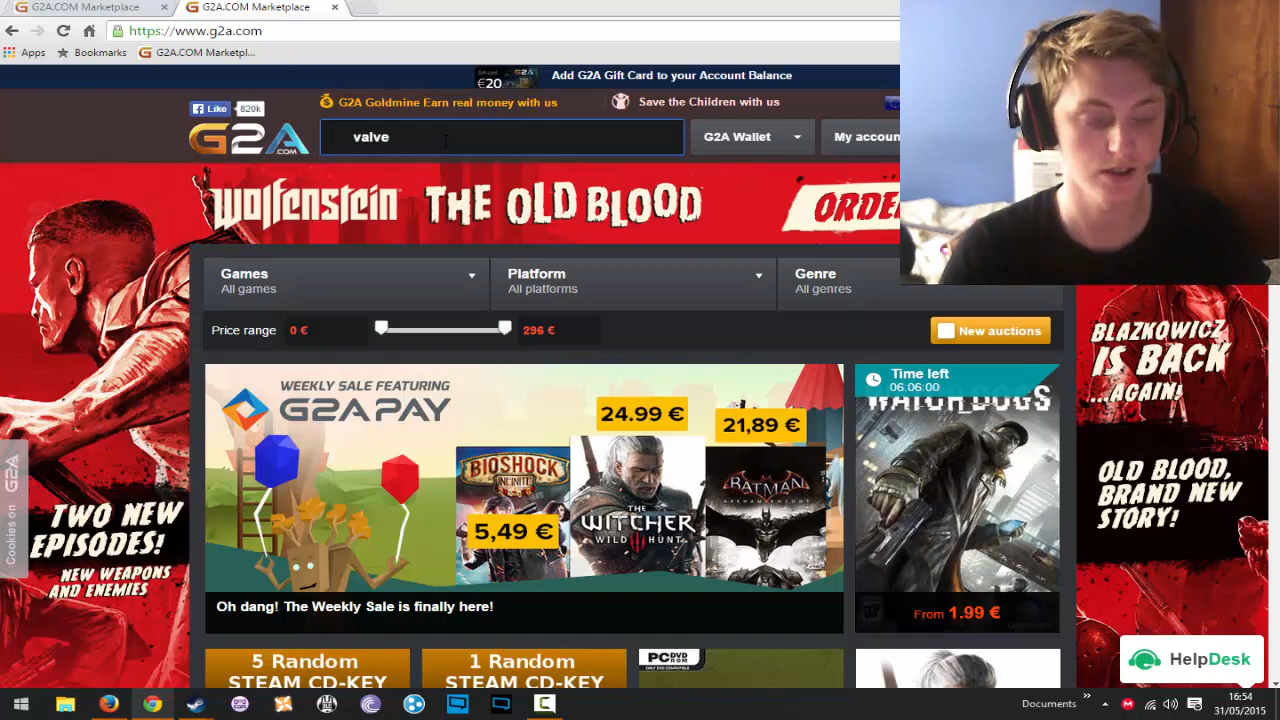 G2A.COM Marketplace
G2A.COM Marketplace
https://www.g2a.com
Apps
Bookmarks
G2A.COM Marketpl...
Gift card
€20
Add G2A Gift Card to your Account Balance
Like
820k
G2A Goldmine Earn real money with us
Save the Children with us
G2A
.COM
valve
G2A Wallet
My accoun
Wolfenstein
THE OLD BLOOD
ORDE
Games
All games
Platform
All platforms
Genre
All genres
Price range
0 €
296 €
New auctions
WEEKLY SALE FEATURING
G2A PAY
24.99 €
21,89 €
BIOSHOCK
INFINITE
5,49 €
THE
WITCHER
WILD HUNT
BATMAN
ARKHAM KNIGHT
Oh dang! The Weekly Sale is finally here!
Time left
06:06:00
WATCH_DOGS
From 1.99 €
BLAZKOWICZ
IS BACK
...AGAIN!
OLD BLOOD,
BRAND NEW
STORY!
TWO NEW
EPISODES!
NEW WEAPONS
AND ENEMIES
Cookies on G2A
5 Random
STEAM CD-KEY
1 Random
STEAM CD-KEY
PC DVD
ROM
HelpDesk
Documents
16:54
31/05/2015